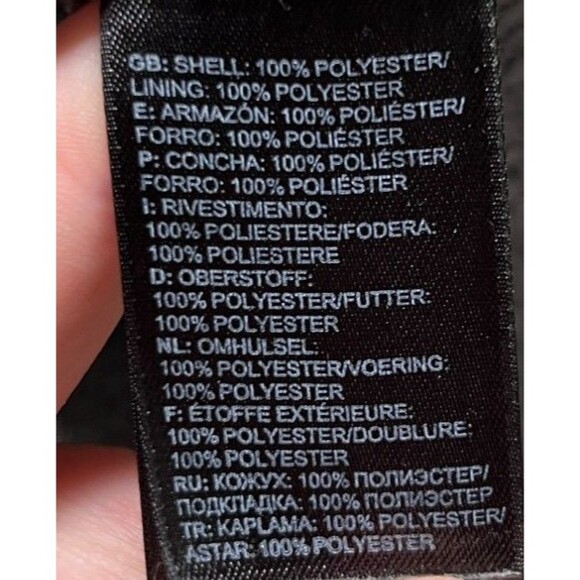 GB: SHELL: 100% POLYESTER/
LINING: 100% POLYESTER
E: ARMAZÓN: 100% POLIÉSTER/
FORRO: 100% POLIÉSTER
P: CONCHA: 100% POLIÉSTER/
FORRO: 100% POLIÉSTER
I: RIVESTIMENTO:
100% POLIESTERE/FODERA:
100% POLIESTERE
D: OBERSTOFF:
100% POLYESTER/FUTTER:
100% POLYESTER
NL: OMHULSEL:
100% POLYESTER/VOERING:
100% POLYESTER
F: ÉTOFFE EXTÉRIEURE:
100% POLYESTER/DOUBLURE:
100% POLYESTER
RU: КОЖУХ: 100% ПОЛИЭСТЕР/
ПОДКЛАДКА: 100% ПОЛИЭСТЕР
TR: KAPLAMA: 100% POLYESTER/
ASTAR: 100% POLYESTER